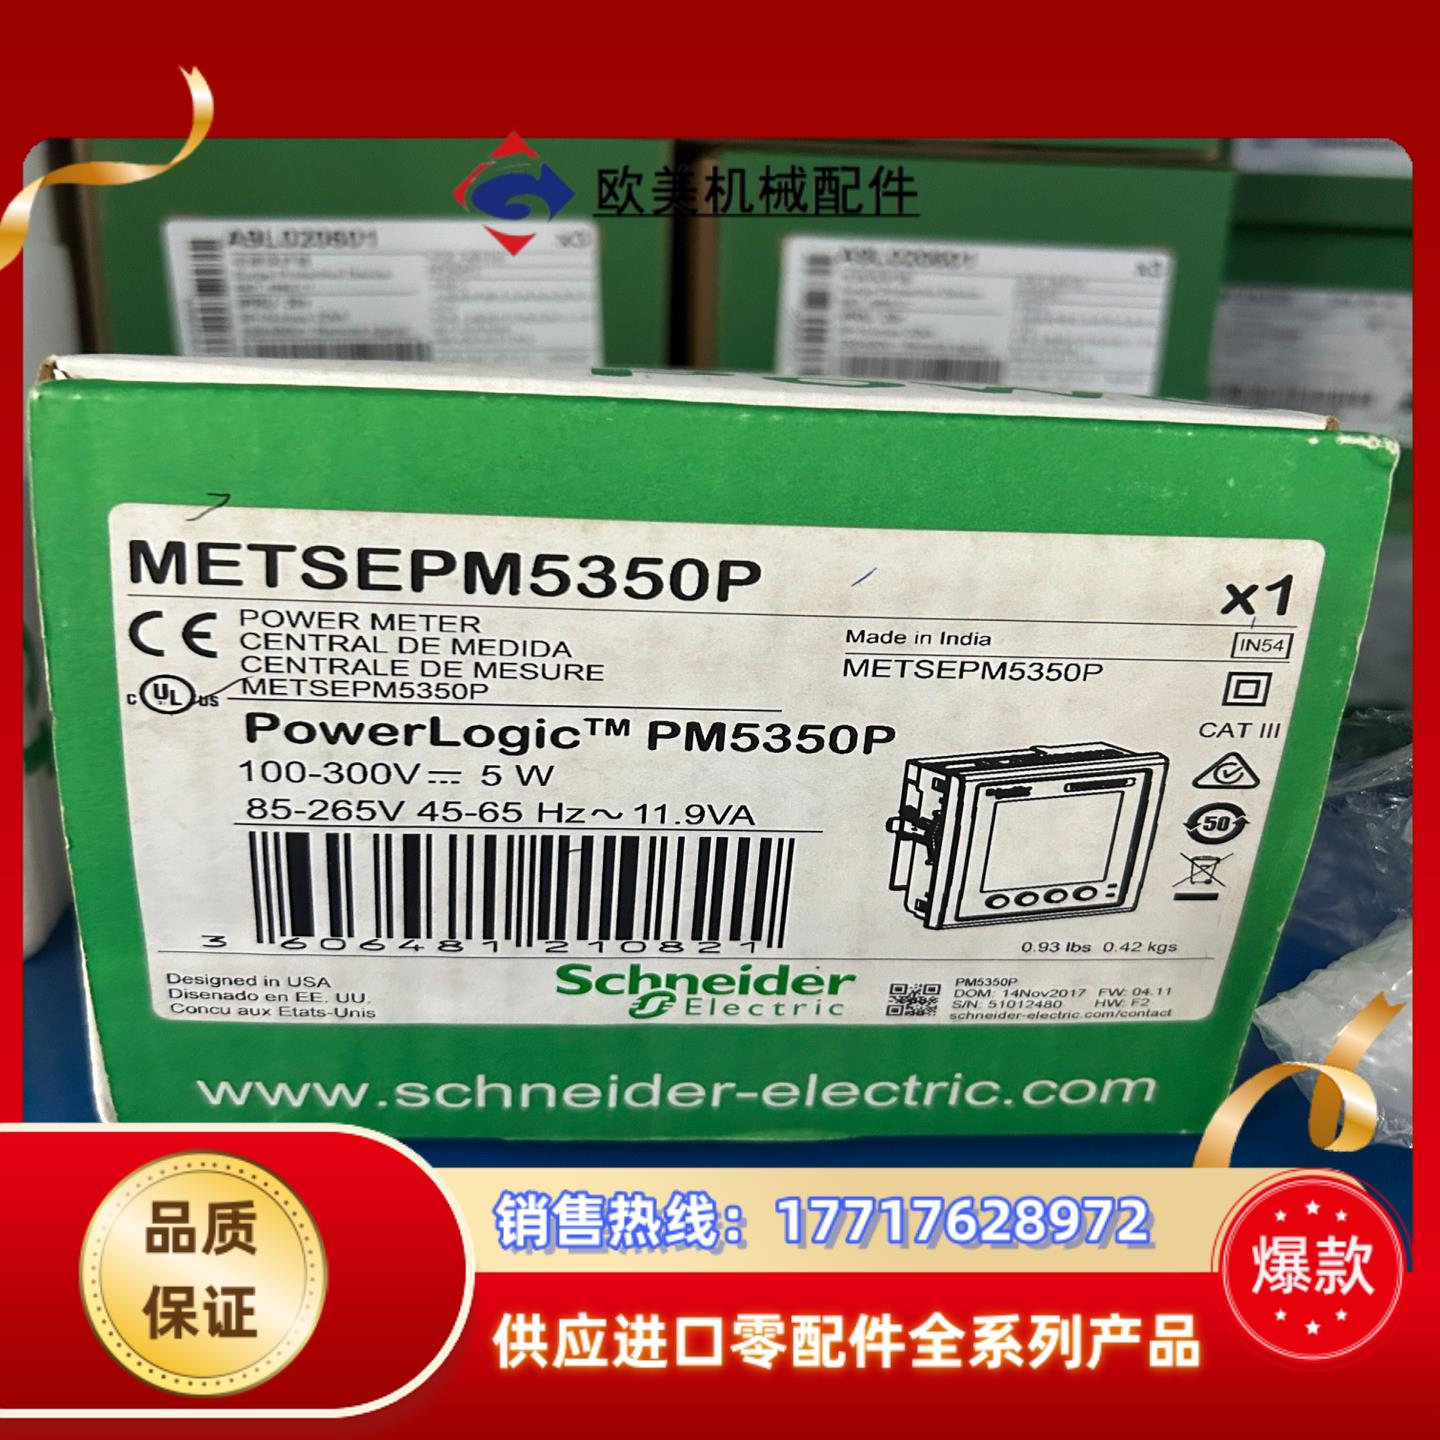 欧美机械配件
A9L020601
METSEPM5350P
x1
CE
POWER METER
CENTRAL DE MEDIDA
CENTRALE DE MESURE
METSEPM5350P
Made in India
IN54
METSEPM5350P
C UL US
CAT III
PowerLogic™ PM5350P
100-300V⎓ 5 W
85-265V 45-65 Hz～11.9VA
50
3 606481 210821
0.93 lbs 0.42 kgs
Designed in USA
Disenado en EE. UU.
Concu aux Etats-Unis
Schneider
Electric
PM5350P
DOM: 14Nov2017 FW: 04.11
S/N: 51012480 HW: F2
schneider-electric.com/contact
www.schneider-electric.com
品质
保证
销售热线：17717628972
爆款
供应进口零配件全系列产品